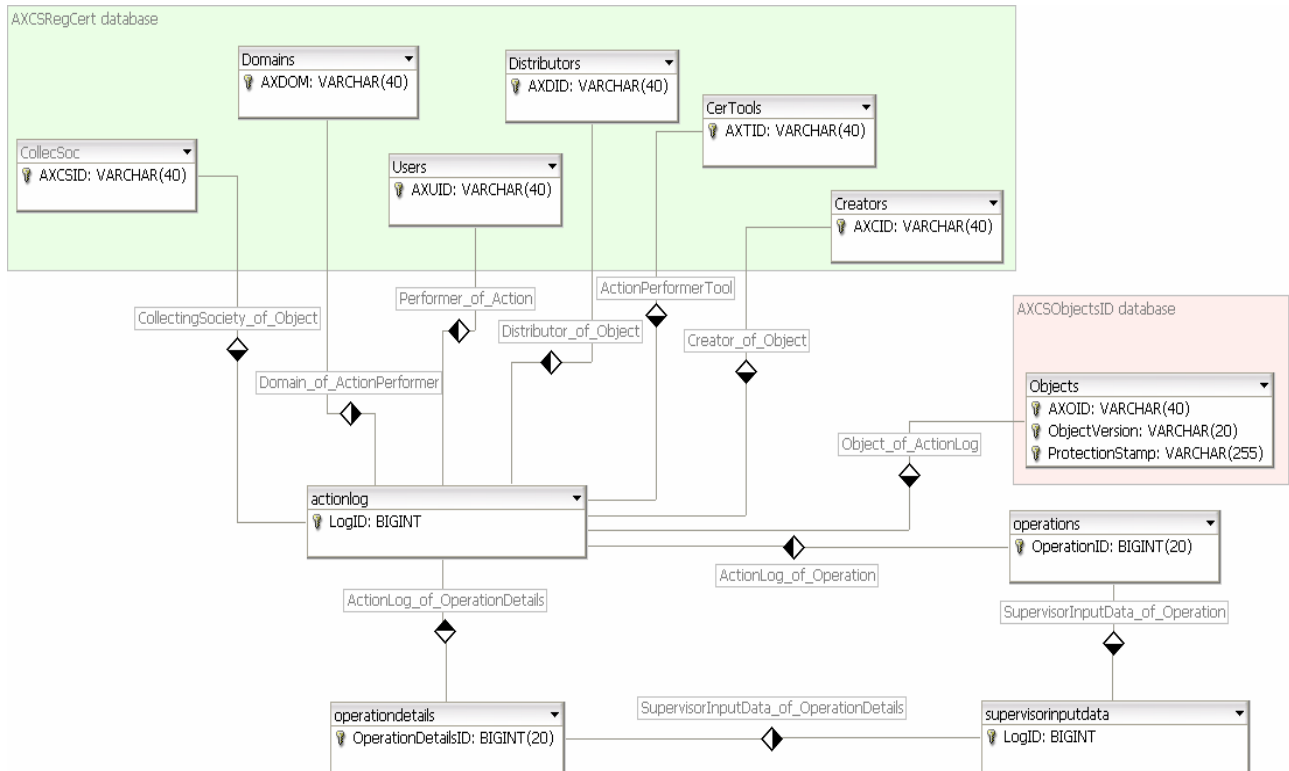 AXCSRegCert database
Domains
AXDOM: VARCHAR(40)
Distributors
AXDID: VARCHAR(40)
CerTools
AXTID: VARCHAR(40)
CollecSoc
AXCSID: VARCHAR(40)
Users
AXUID: VARCHAR(40)
Creators
AXCID: VARCHAR(40)
CollectingSociety_of_Object
Performer_of_Action
ActionPerformerTool
Distributor_of_Object
Creator_of_Object
Domain_of_ActionPerformer
AXCSObjectsID database
Objects
AXOID: VARCHAR(40)
ObjectVersion: VARCHAR(20)
ProtectionStamp: VARCHAR(255)
Object_of_ActionLog
actionlog
LogID: BIGINT
operations
OperationID: BIGINT(20)
ActionLog_of_Operation
ActionLog_of_OperationDetails
SupervisorInputData_of_Operation
operationdetails
OperationDetailsID: BIGINT(20)
SupervisorInputData_of_OperationDetails
supervisorinputdata
LogID: BIGINT